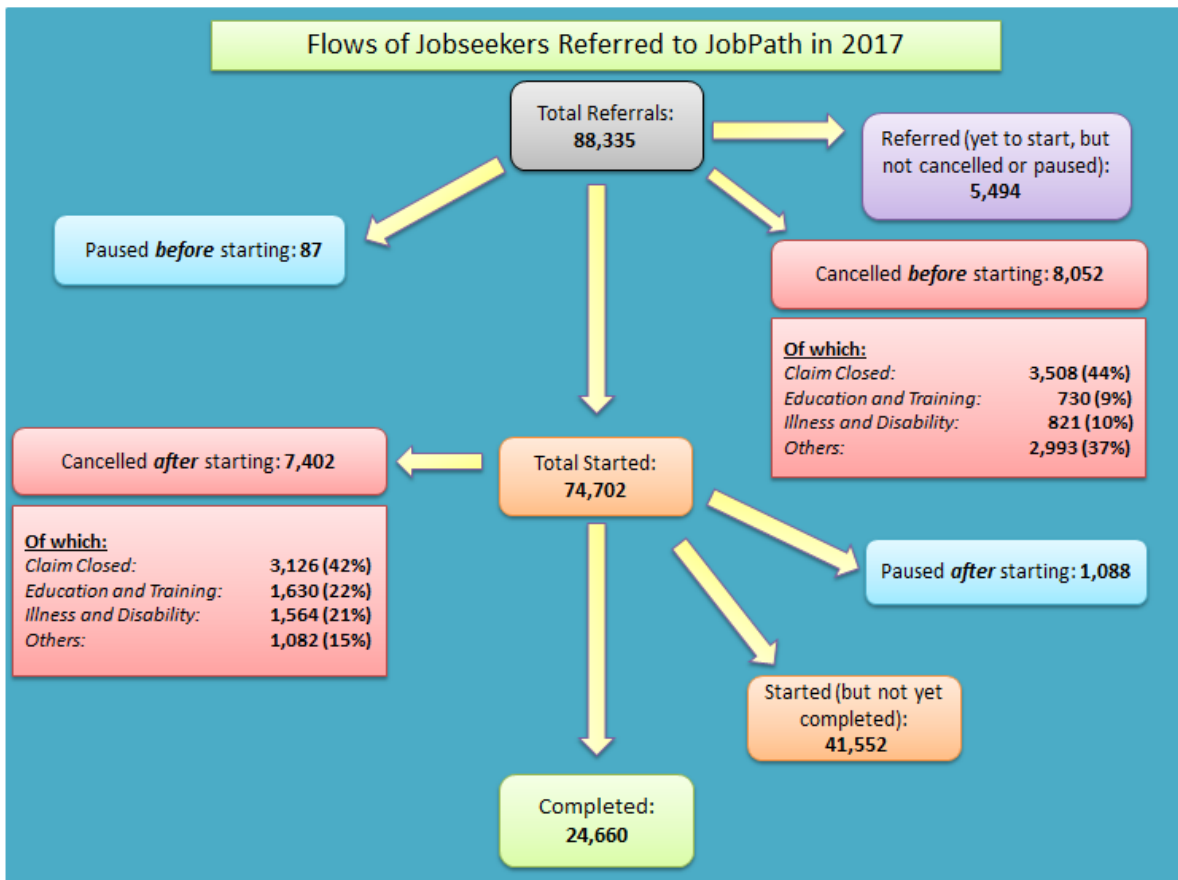 Flows of Jobseekers Referred to JobPath in 2017
Total Referrals:
88,335
Referred (yet to start, but
not cancelled or paused):
5,494
Paused before starting: 87
Cancelled before starting: 8,052
Of which:
Claim Closed: 3,508 (44%)
Education and Training: 730 (9%)
Illness and Disability: 821 (10%)
Others: 2,993 (37%)
Cancelled after starting: 7,402
Total Started:
74,702
Of which:
Claim Closed: 3,126 (42%)
Education and Training: 1,630 (22%)
Illness and Disability: 1,564 (21%)
Others: 1,082 (15%)
Paused after starting: 1,088
Started (but not yet
completed):
41,552
Completed:
24,660